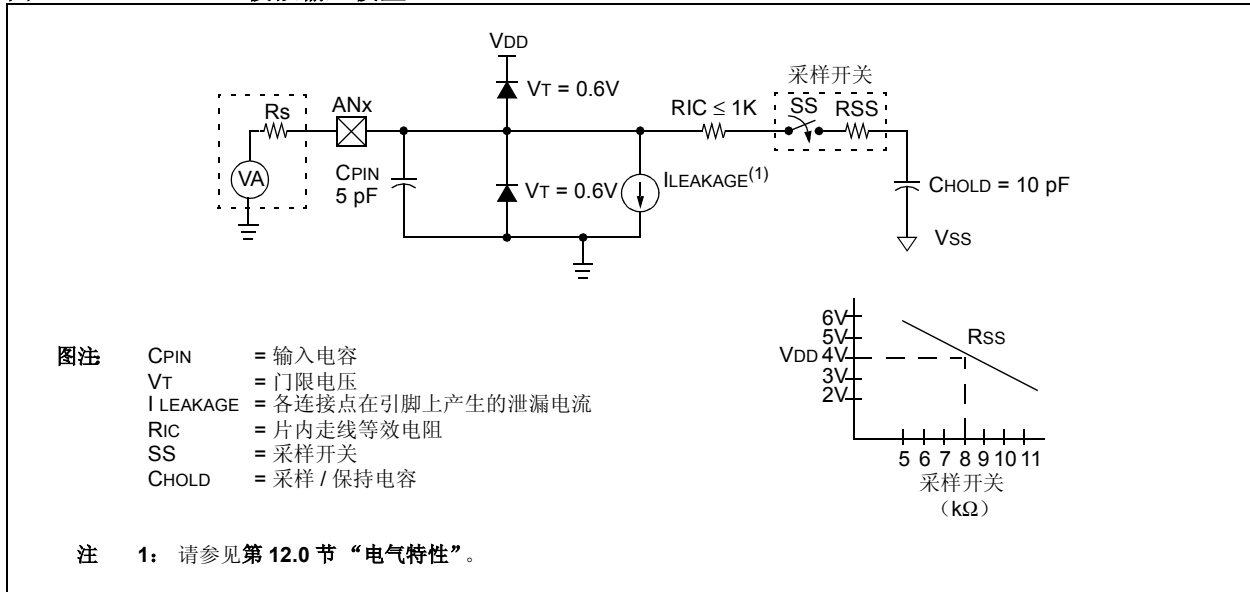 VDD
VT = 0.6V
采样开关
Rs
ANx
RIC ≤ 1K
SS
RSS
VA
CPIN
5 pF
VT = 0.6V
ILEAKAGE(1)
CHOLD = 10 pF
VSS
图注:
CPIN = 输入电容
VT = 门限电压
I LEAKAGE = 各连接点在引脚上产生的泄漏电流
RIC = 片内走线等效电阻
SS = 采样开关
CHOLD = 采样 / 保持电容
6V
5V
VDD 4V
3V
2V
RSS
5 6 7 8 9 10 11
采样开关
（kΩ）
注 1： 请参见第 12.0 节 “电气特性”。